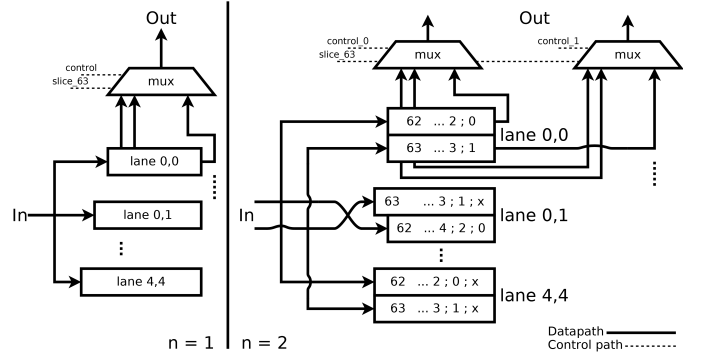 Out
control
slice_63
mux
lane 0,0
In
lane 0,1
lane 4,4
n = 1
Out
control_0
slice_63
mux
control_1
mux
62 ... 2 ; 0
63 ... 3 ; 1
lane 0,0
In
63 ... 3 ; 1 ; x
62 ... 4 ; 2 ; 0
lane 0,1
62 ... 2 ; 0 ; x
63 ... 3 ; 1 ; x
lane 4,4
n = 2
Datapath
Control path